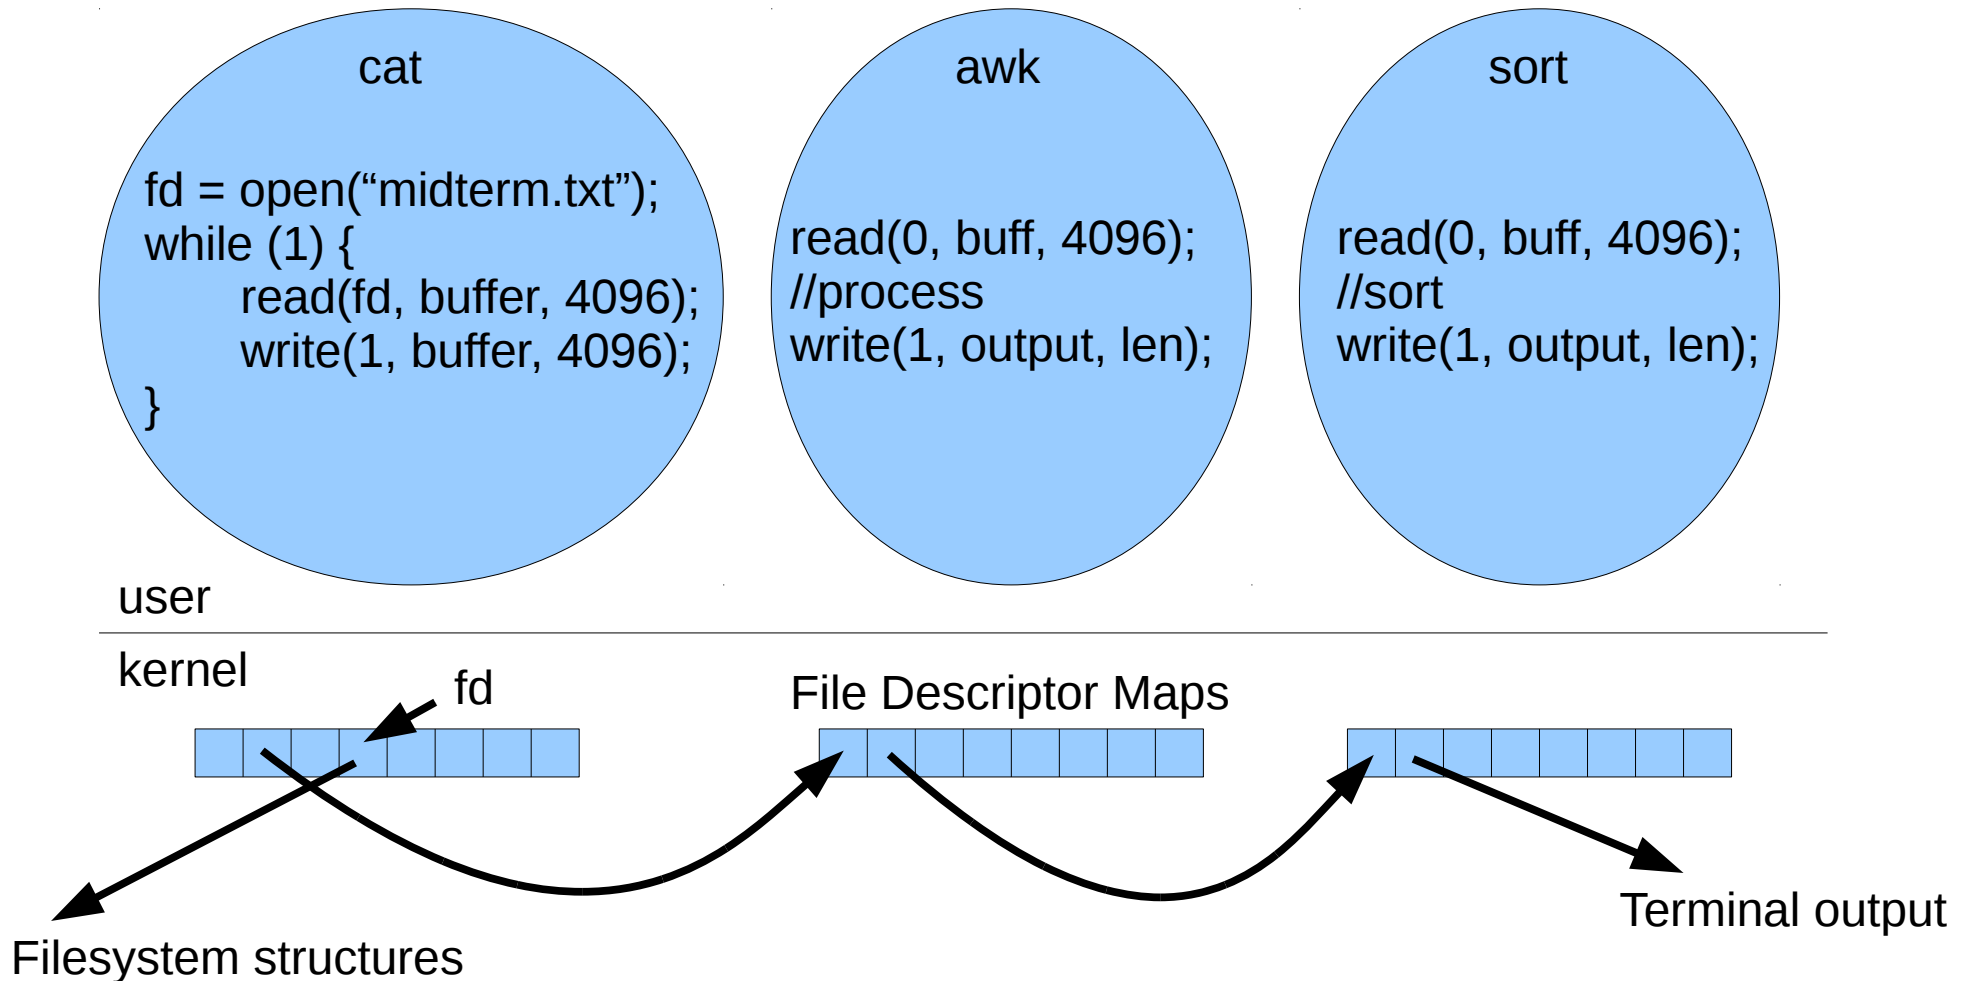 cat
fd = open(“midterm.txt”);
while (1) {
read(fd, buffer, 4096);
write(1, buffer, 4096);
}
awk
read(0, buff, 4096);
//process
write(1, output, len);
sort
read(0, buff, 4096);
//sort
write(1, output, len);
user
kernel
fd
File Descriptor Maps
Terminal output
Filesystem structures